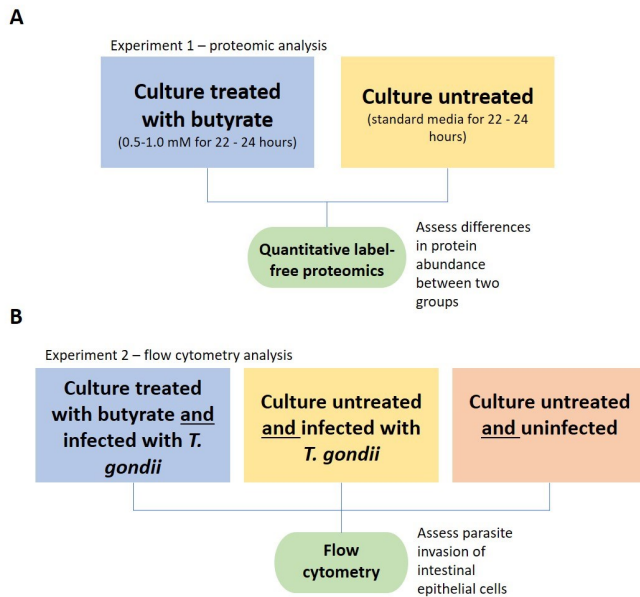 A
Experiment 1 – proteomic analysis
Culture treated
with butyrate
(0.5-1.0 mM for 22 - 24 hours)
Culture untreated
(standard media for 22 - 24
hours)
Quantitative label-
free proteomics
Assess differences
in protein
abundance
between two
groups
B
Experiment 2 – flow cytometry analysis
Culture treated
with butyrate and
infected with T.
gondii
Culture untreated
and infected with
T. gondii
Culture untreated
and uninfected
Flow
cytometry
Assess parasite
invasion of
intestinal
epithelial cells